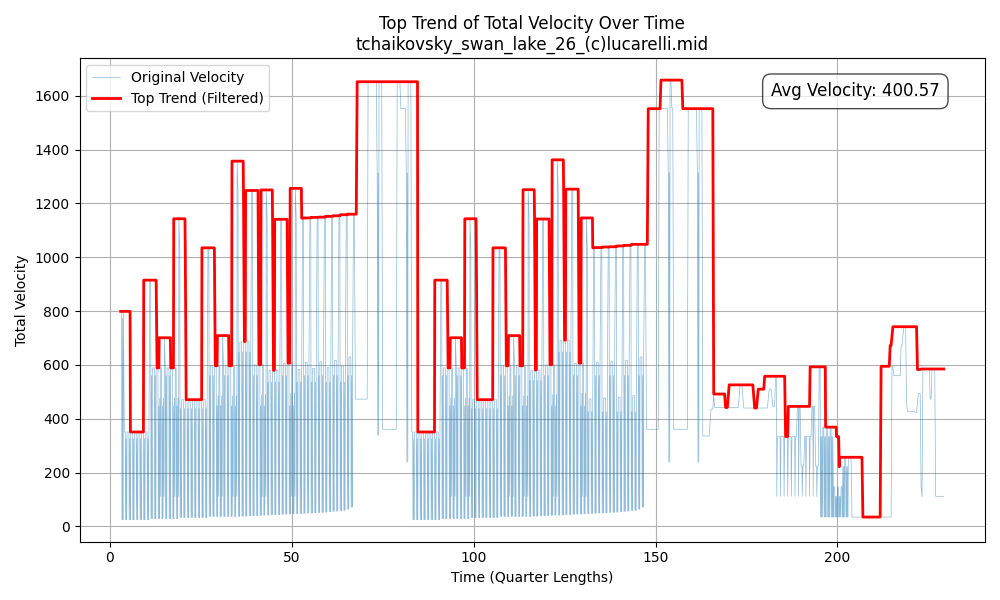 Top Trend of Total Velocity Over Time
tchaikovsky_swan_lake_26_(c)lucarelli.mid
Original Velocity
Top Trend (Filtered)
Avg Velocity: 400.57
Total Velocity
1600
1400
1200
1000
800
600
400
200
0
0 50 100 150 200
Time (Quarter Lengths)